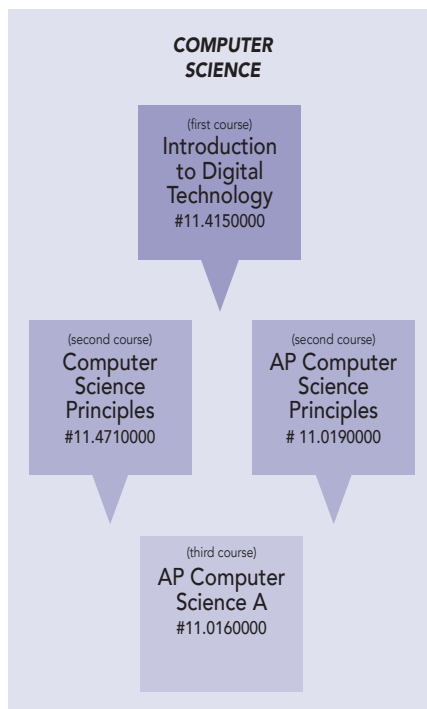 COMPUTER
SCIENCE
(first course)
Introduction
to Digital
Technology
#11.4150000
(second course)
Computer
Science
Principles
#11.4710000
(second course)
AP Computer
Science
Principles
# 11.0190000
(third course)
AP Computer
Science A
#11.0160000